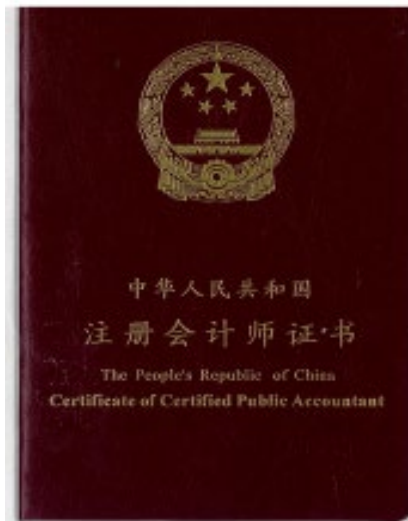 中华人民共和国
注册会计师证书
The People's Republic of China
Certificate of Certified Public Accountant